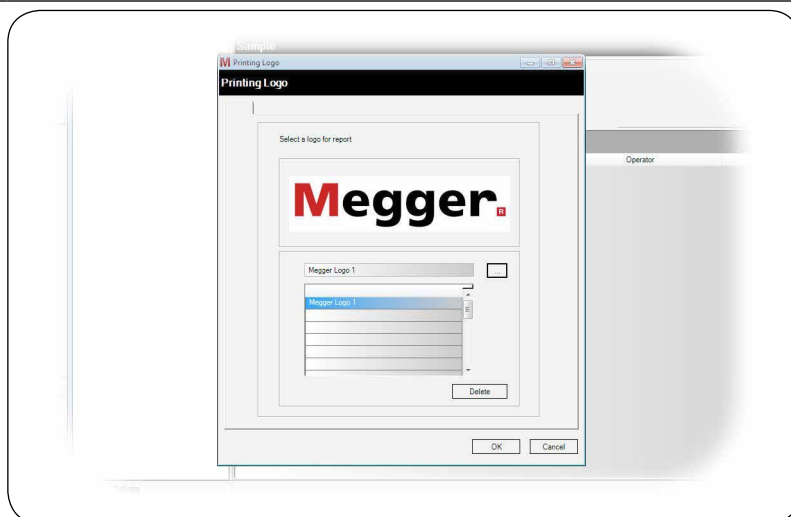 Sample
Printing Logo
Printing Logo
Select a logo for report
Operator
Megger®
Megger Logo 1
...
Megger Logo 1
Delete
OK
Cancel